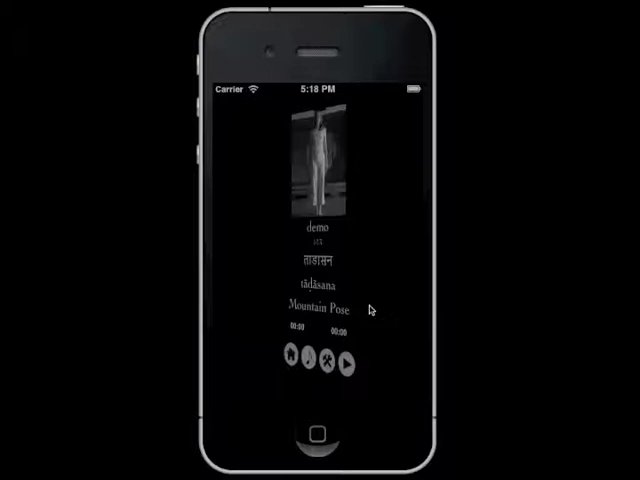 Carrier 5:18 PM
demo
ताडासन
tāḍāsana
Mountain Pose
00:00 00:00